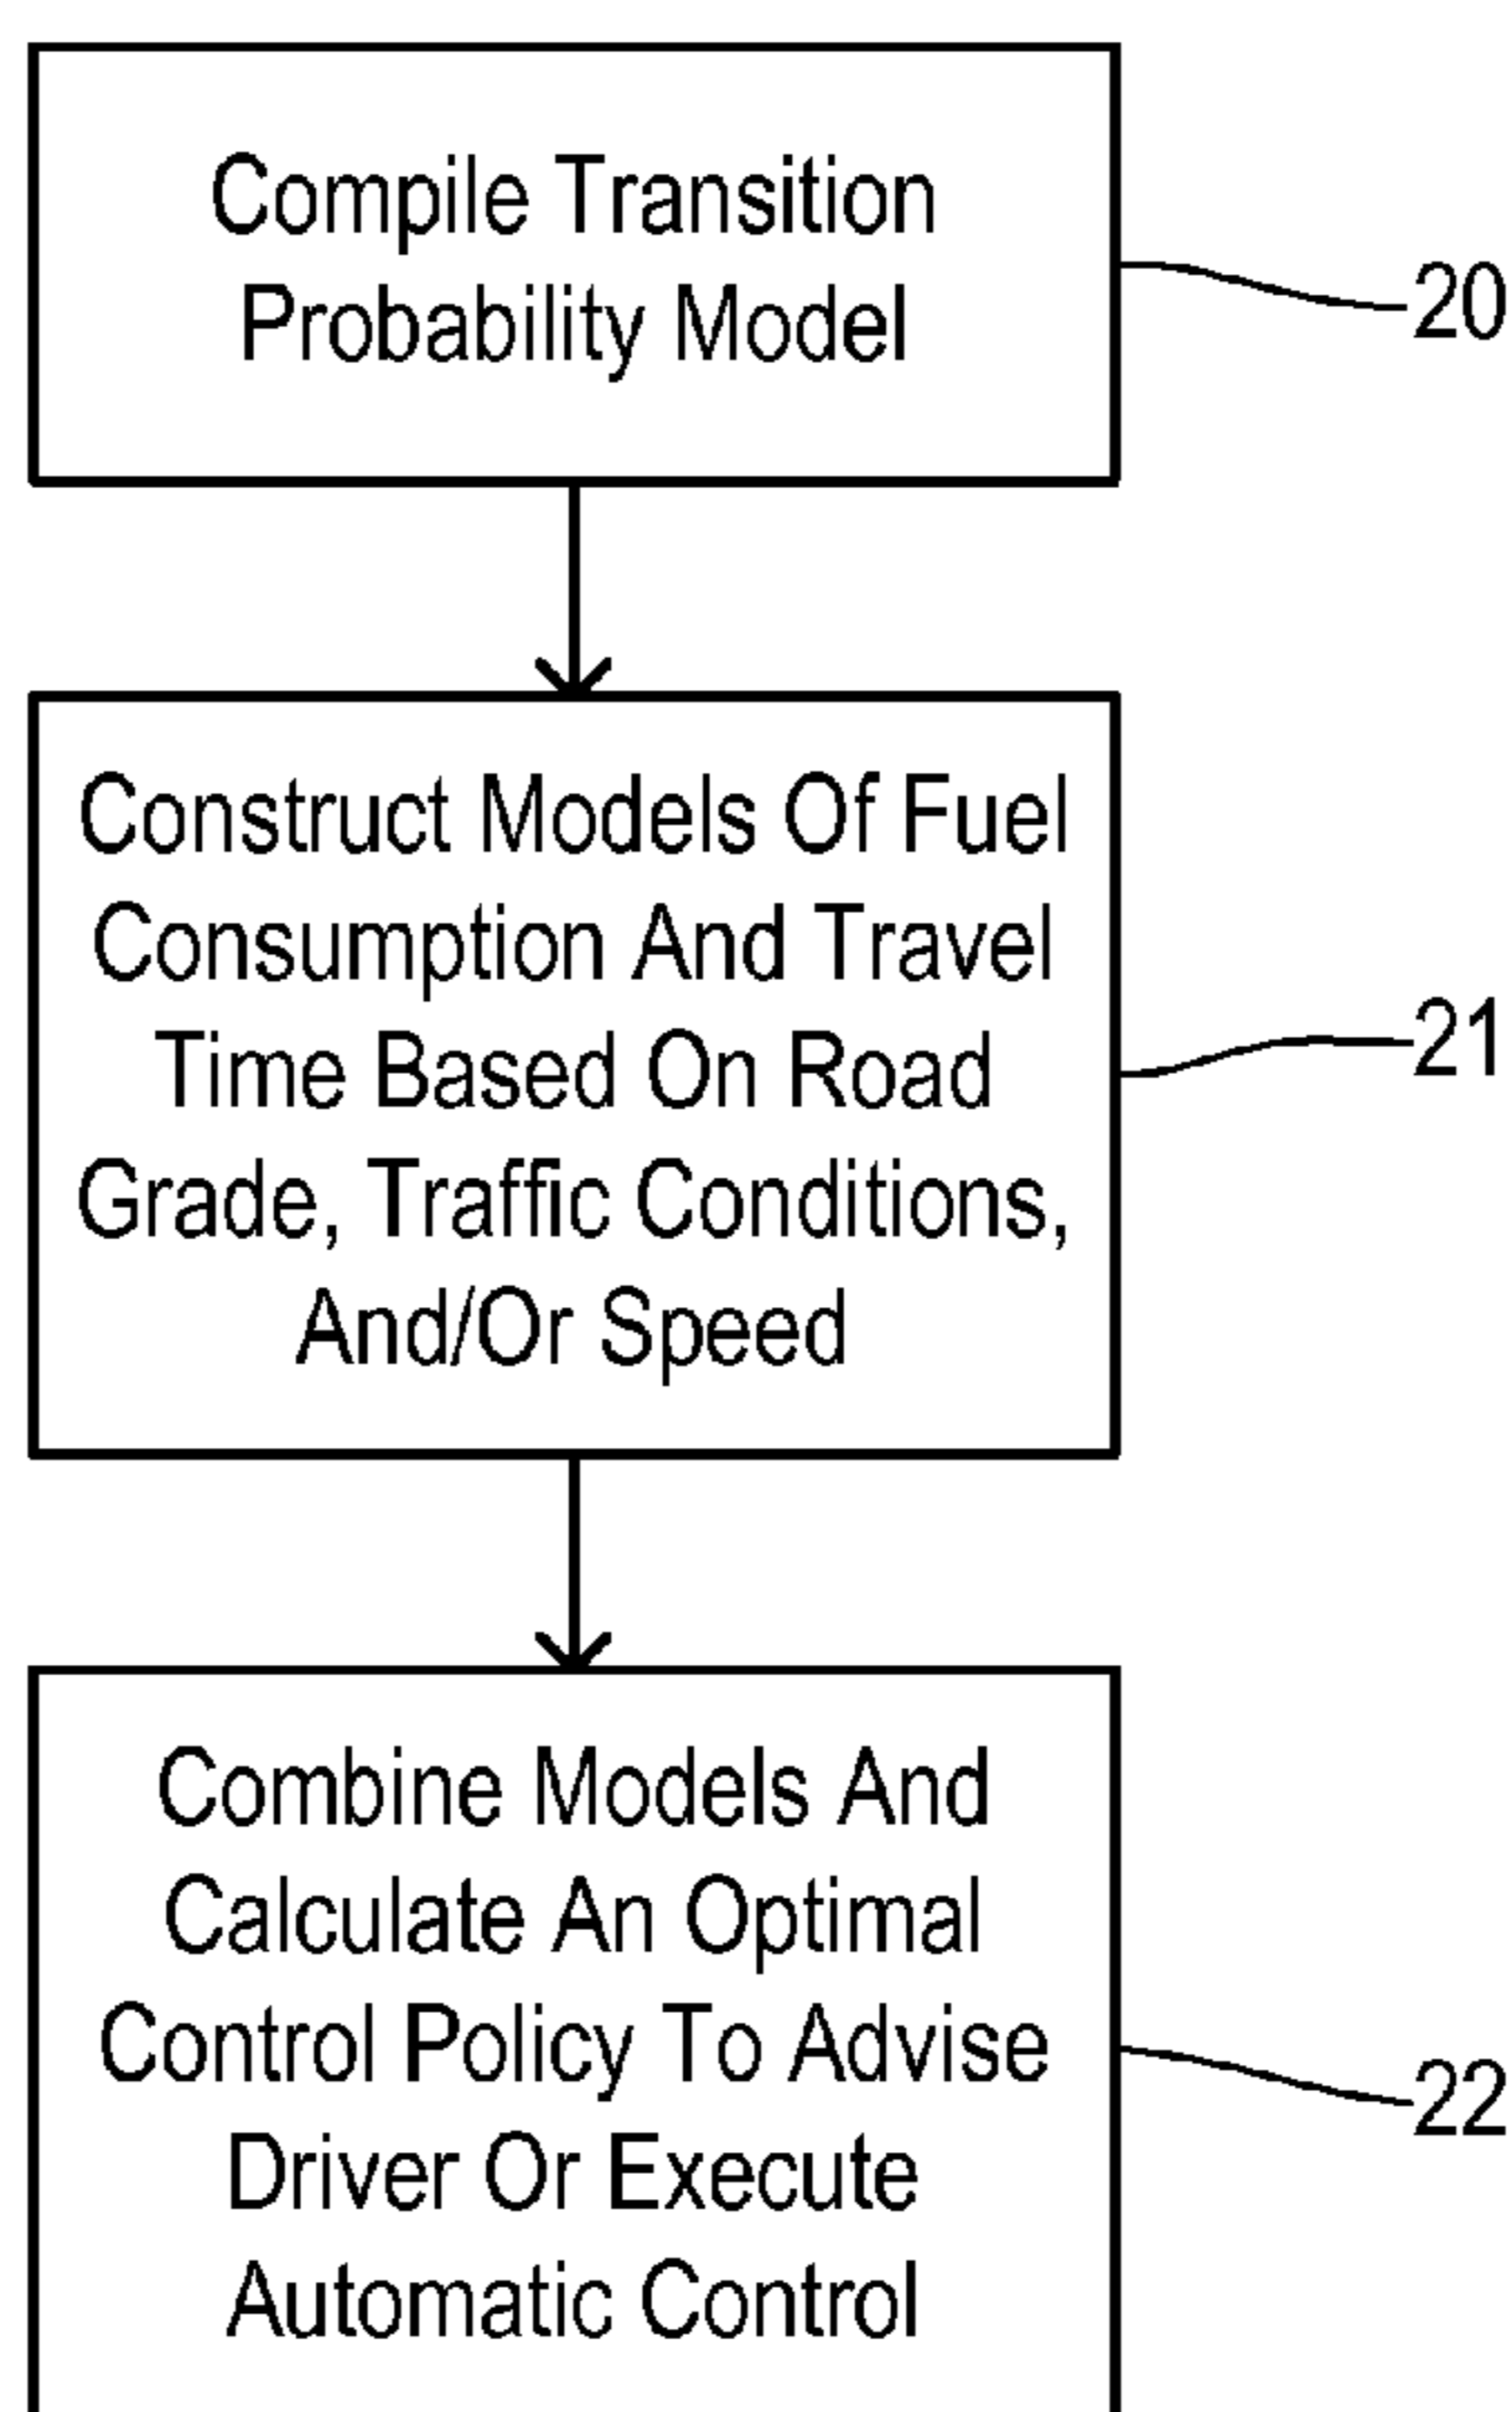 Compile Transition
Probability Model
20
Construct Models Of Fuel
Consumption And Travel
Time Based On Road
Grade, Traffic Conditions,
And/Or Speed
21
Combine Models And
Calculate An Optimal
Control Policy To Advise
Driver Or Execute
Automatic Control
22